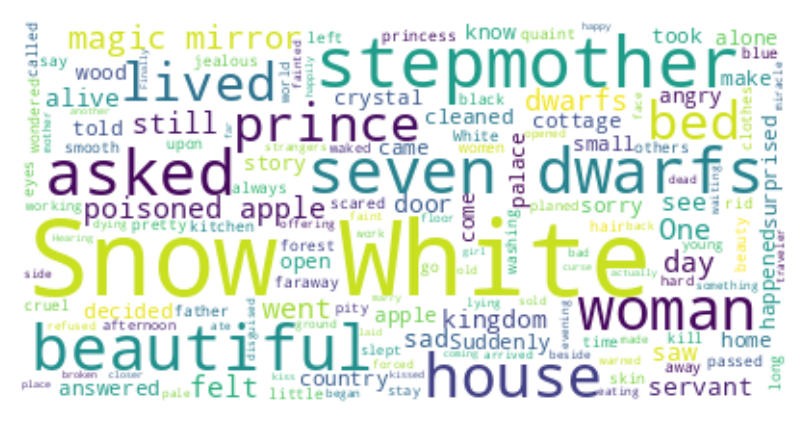 magic mirror
jealous
left
princess
know
quaint
happy
took
alone
blue
called
say
wood
Finally
lived
fainted
happily
world
stepmother
make
wondered
alive
crystal
black
dwarfs
angry
mother
another
told
still
prince
cleaned
cottage
face
bed
clothes
miracle
smooth
upon
far
strangers
waked
came
White
women
opened
small
others
eyes
asked
story
seven dwarfs
dead
waiting
surprised
working
always
palace
poisoned apple
scared
door
come
planed
sorry
see
rid
dying
pretty
kitchen
offering
faint
floor
washing
hair
back
One
young
beauty
Hearing
Snow White
forest
work
girl
bad
day
traveler
side
open
go
old
curse
actually
hard
something
happened
faraway
cruel
decided
father
went
pity
marry
apple
lying
sold
woman
refused
afternoon
ate
disguised
ground
laid
kingdom
evening
beautiful
sad
Suddenly
time
made
kill
home
slept
forced
coming
arrived
beside
warned
saw
away
passed
long
place
broken
closer
kiss
country
kissed
house
skin
answered
pale
felt
little
began
stay
eating
servant